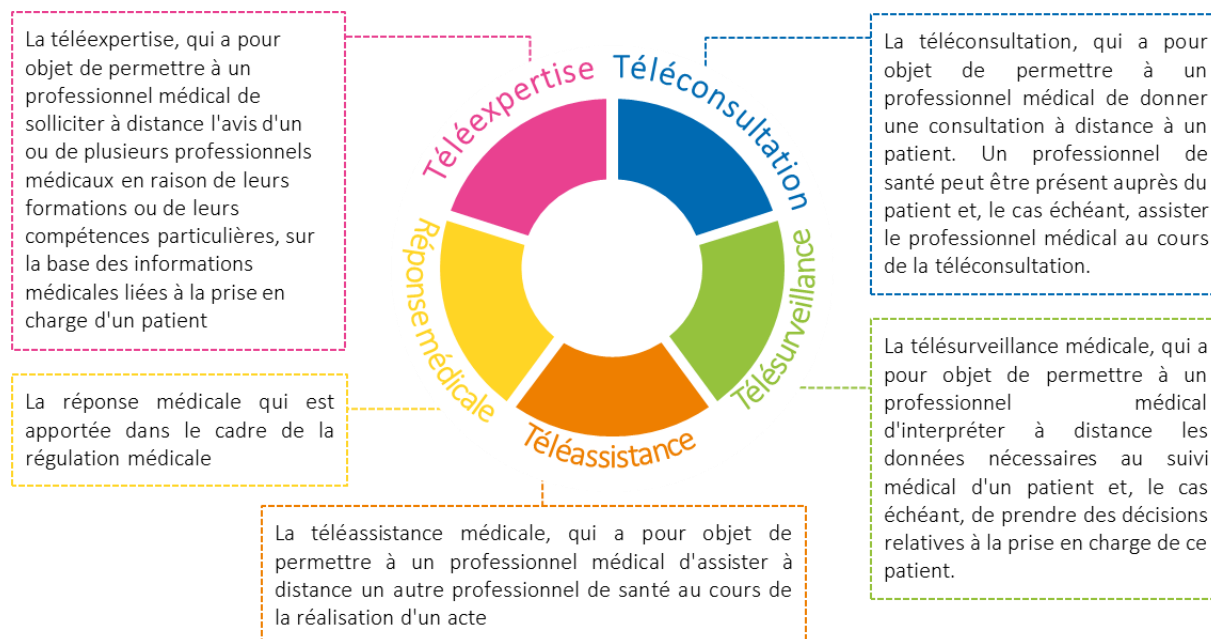 La téléexpertise, qui a pour
objet de permettre à un
professionnel médical de
solliciter à distance l'avis d'un
ou de plusieurs professionnels
médicaux en raison de leurs
formations ou de leurs
compétences particulières, sur
la base des informations
médicales liées à la prise en
charge d'un patient
Téléexpertise
Téléconsultation
La téléconsultation, qui a pour
objet de permettre à un
professionnel médical de donner
une consultation à distance à un
patient. Un professionnel de
santé peut être présent auprès du
patient et, le cas échéant, assister
le professionnel médical au cours
de la téléconsultation.
Réponse médicale
Télésurveillance
La réponse médicale qui est
apportée dans le cadre de la
régulation médicale
La télésurveillance médicale, qui a
pour objet de permettre à un
professionnel médical
d'interpréter à distance les
données nécessaires au suivi
médical d'un patient et, le cas
échéant, de prendre des décisions
relatives à la prise en charge de ce
patient.
Téléassistance
La téléassistance médicale, qui a pour objet de
permettre à un professionnel médical d'assister à
distance un autre professionnel de santé au cours de
la réalisation d'un acte